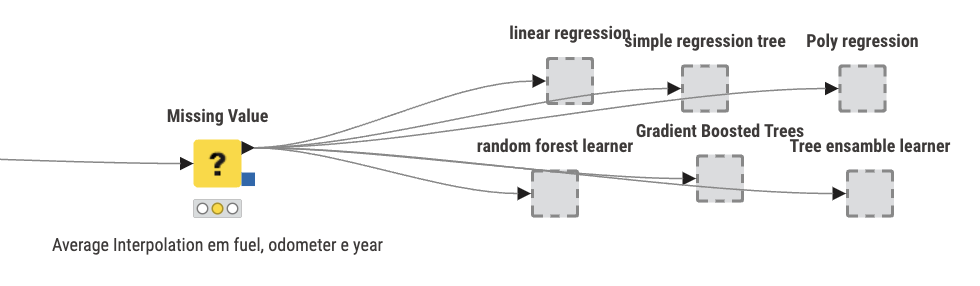 linear regression
simple regression tree
Poly regression
Missing Value
?
Gradient Boosted Trees
random forest learner
Tree ensamble learner
Average Interpolation em fuel, odometer e year